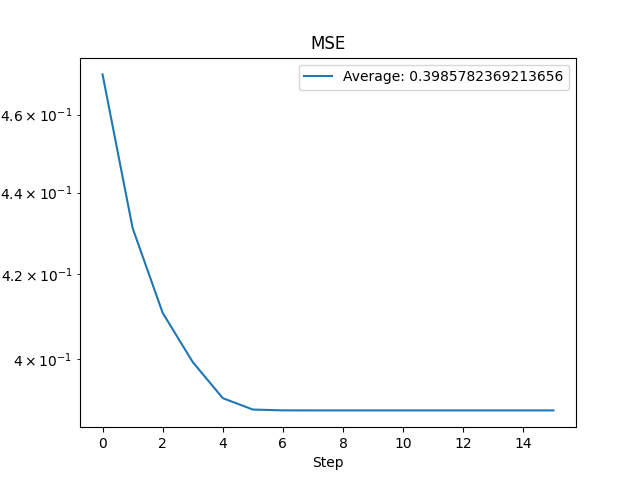 MSE
Average: 0.3985782369213656
4.6 × 10⁻¹
4.4 × 10⁻¹
4.2 × 10⁻¹
4 × 10⁻¹
0 2 4 6 8 10 12 14
Step